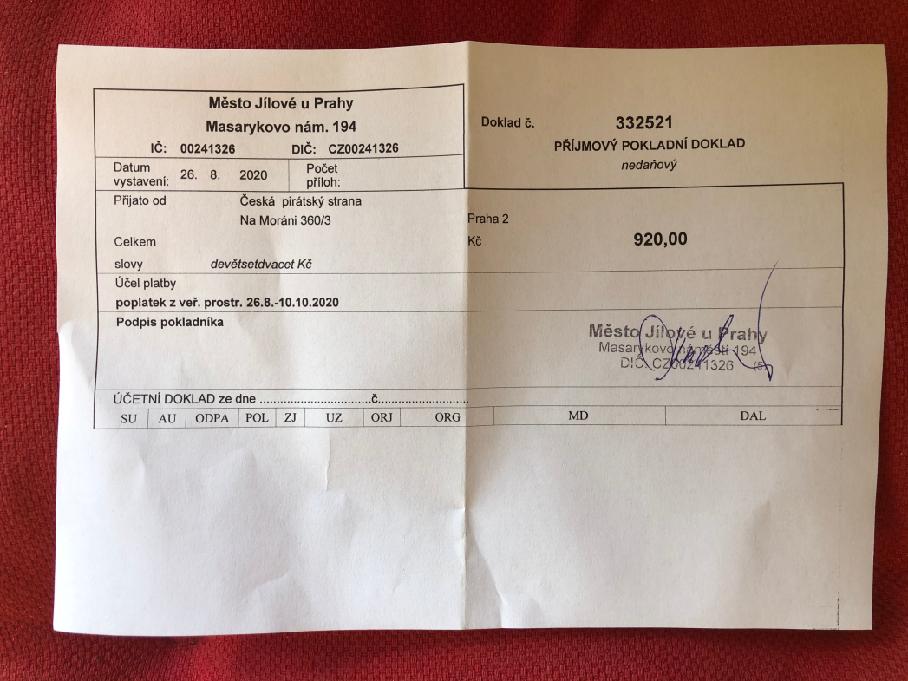 Město Jílové u Prahy
Masarykovo nám. 194
IČ: 00241326 DIČ: CZ00241326
Doklad č. 332521
PŘÍJMOVÝ POKLADNÍ DOKLAD
nedaňový
Datum vystavení: 26. 8. 2020 Počet příloh:
Přijato od Česká pirátský strana
Na Moráni 360/3 Praha 2
Celkem Kč 920,00
slovy devětsetdvacot Kč
Účel platby
poplatek z veř. prostr. 26.8.-10.10.2020
Podpis pokladníka
Město Jílové u Prahy
Masarykovo náměstí 194
DIČ: CZ00241326 (5)
ÚČETNÍ DOKLAD ze dne .............................. č........................
SU AU ODPA POL ZJ UZ ORJ ORG MD DAL